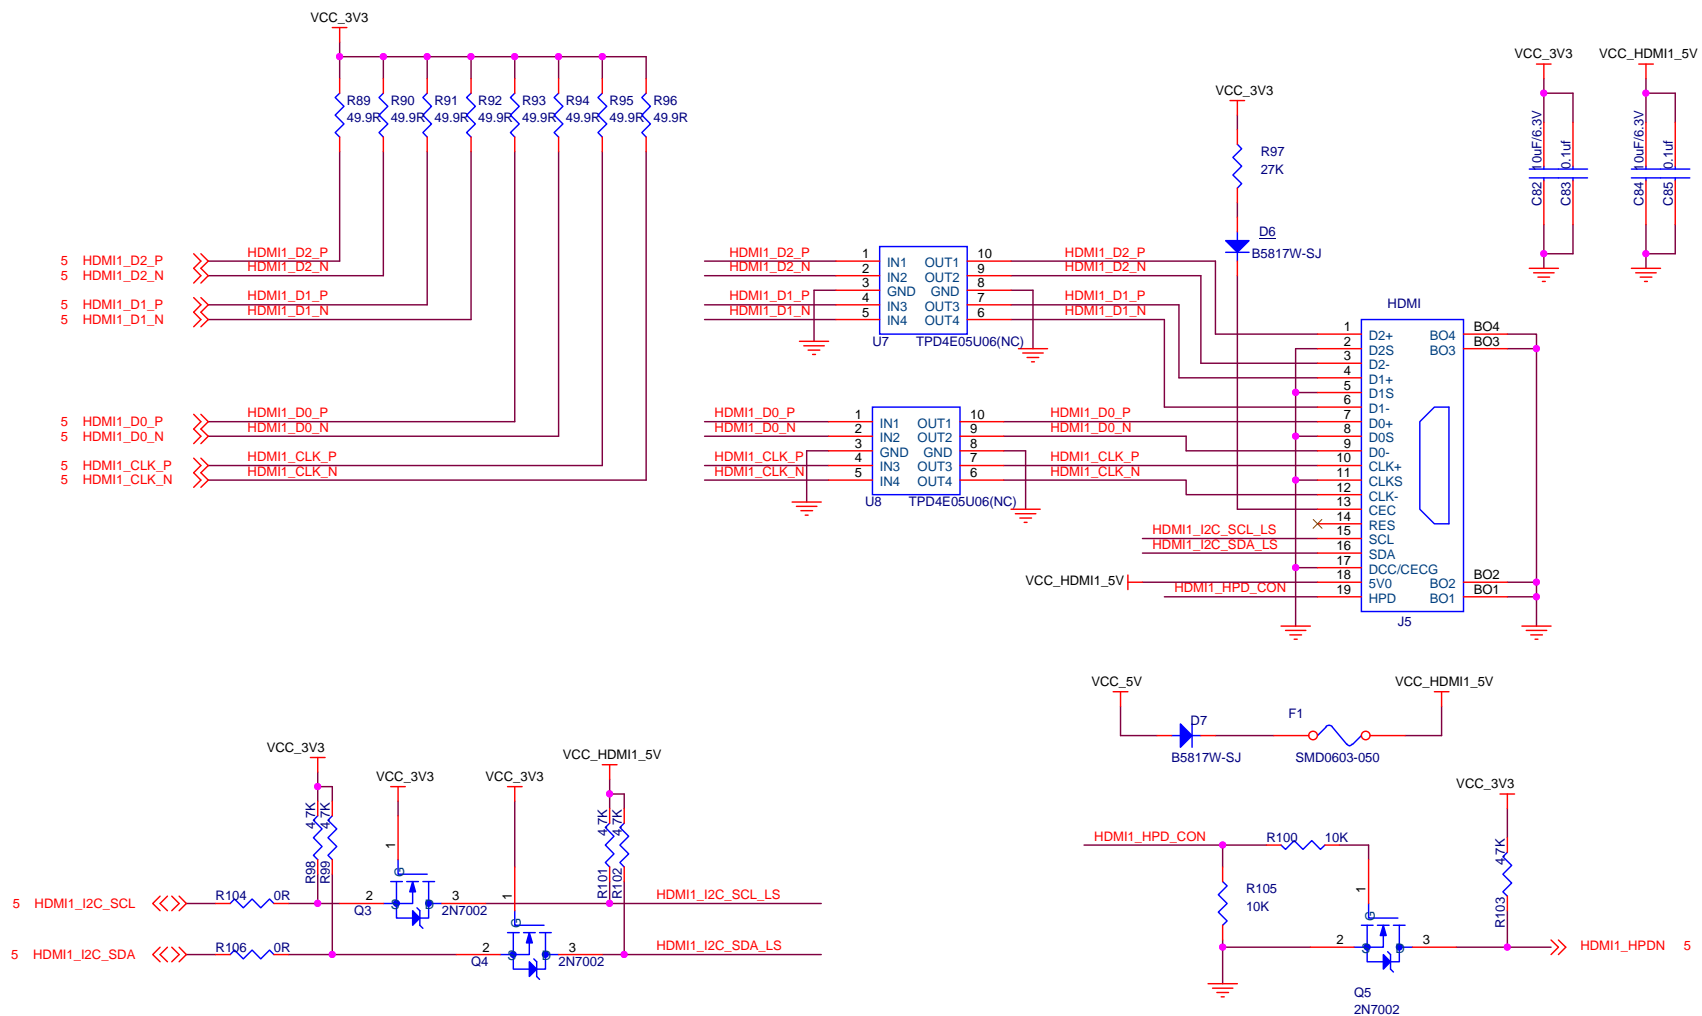 VCC_3V3
R89 R90 R91 R92 R93 R94 R95 R96
49.9R 49.9R 49.9R 49.9R 49.9R 49.9R 49.9R 49.9R
5 HDMI1_D2_P HDMI1_D2_P
5 HDMI1_D2_N HDMI1_D2_N
5 HDMI1_D1_P HDMI1_D1_P
5 HDMI1_D1_N HDMI1_D1_N
5 HDMI1_D0_P HDMI1_D0_P
5 HDMI1_D0_N HDMI1_D0_N
5 HDMI1_CLK_P HDMI1_CLK_P
5 HDMI1_CLK_N HDMI1_CLK_N
HDMI1_D2_P 1 IN1 OUT1 10 HDMI1_D2_P
HDMI1_D2_N 2 IN2 OUT2 9 HDMI1_D2_N
3 GND GND 8
HDMI1_D1_P 4 IN3 OUT3 7 HDMI1_D1_P
HDMI1_D1_N 5 IN4 OUT4 6 HDMI1_D1_N
U7 TPD4E05U06(NC)
HDMI1_D0_P 1 IN1 OUT1 10 HDMI1_D0_P
HDMI1_D0_N 2 IN2 OUT2 9 HDMI1_D0_N
3 GND GND 8
HDMI1_CLK_P 4 IN3 OUT3 7 HDMI1_CLK_P
HDMI1_CLK_N 5 IN4 OUT4 6 HDMI1_CLK_N
U8 TPD4E05U06(NC)
VCC_3V3
R97
27K
D6
B5817W-SJ
VCC_3V3 VCC_HDMI1_5V
C82 10uF/6.3V
C83 0.1uf
C84 10uF/6.3V
C85 0.1uf
HDMI
1 D2+ BO4 BO4
2 D2S BO3 BO3
3 D2-
4 D1+
5 D1S
6 D1-
7 D0+
8 D0S
9 D0-
10 CLK+
11 CLKS
12 CLK-
13 CEC
14 RES
HDMI1_I2C_SCL_LS 15 SCL
HDMI1_I2C_SDA_LS 16 SDA
17 DCC/CECG
VCC_HDMI1_5V 18 5V0 BO2 BO2
HDMI1_HPD_CON 19 HPD BO1 BO1
J5
VCC_5V VCC_HDMI1_5V
D7 F1
B5817W-SJ SMD0603-050
VCC_3V3 VCC_3V3 VCC_3V3 VCC_HDMI1_5V
R98 4.7K
R99 4.7K
R101 4.7K
R102 4.7K
5 HDMI1_I2C_SCL R104 0R 2 G S D 1 3 HDMI1_I2C_SCL_LS
Q3 2N7002
5 HDMI1_I2C_SDA R106 0R 2 G S D 1 3 HDMI1_I2C_SDA_LS
Q4 2N7002
VCC_3V3
HDMI1_HPD_CON R100 10K
R103 4.7K
R105
10K
2 G S D 1 3 HDMI1_HPDN 5
Q5
2N7002